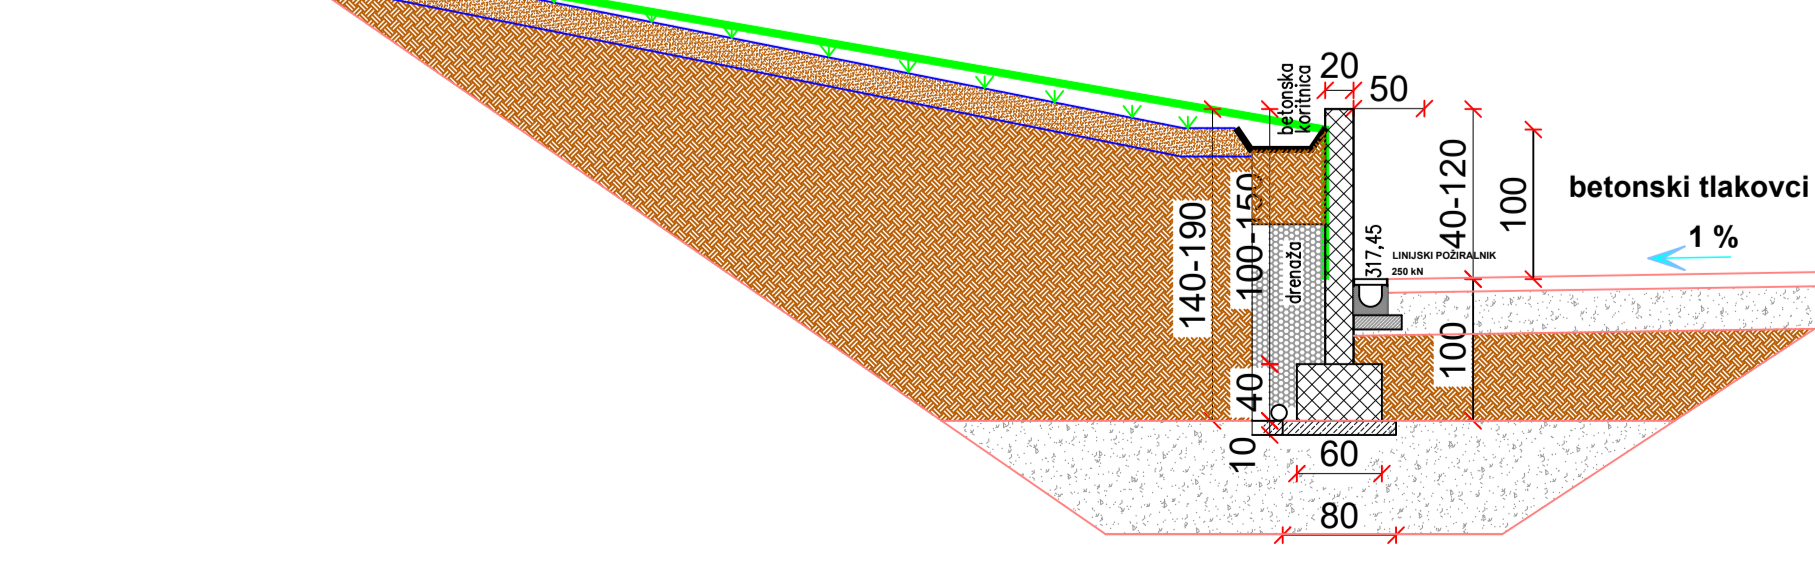 20
50
betonska
koritnica
40-120
100
betonski tlakovci
1 %
140-190
100-150
drenaža
317,45
LINIJSKI POŽIRALNIK
250 kN
100
40
10
60
80